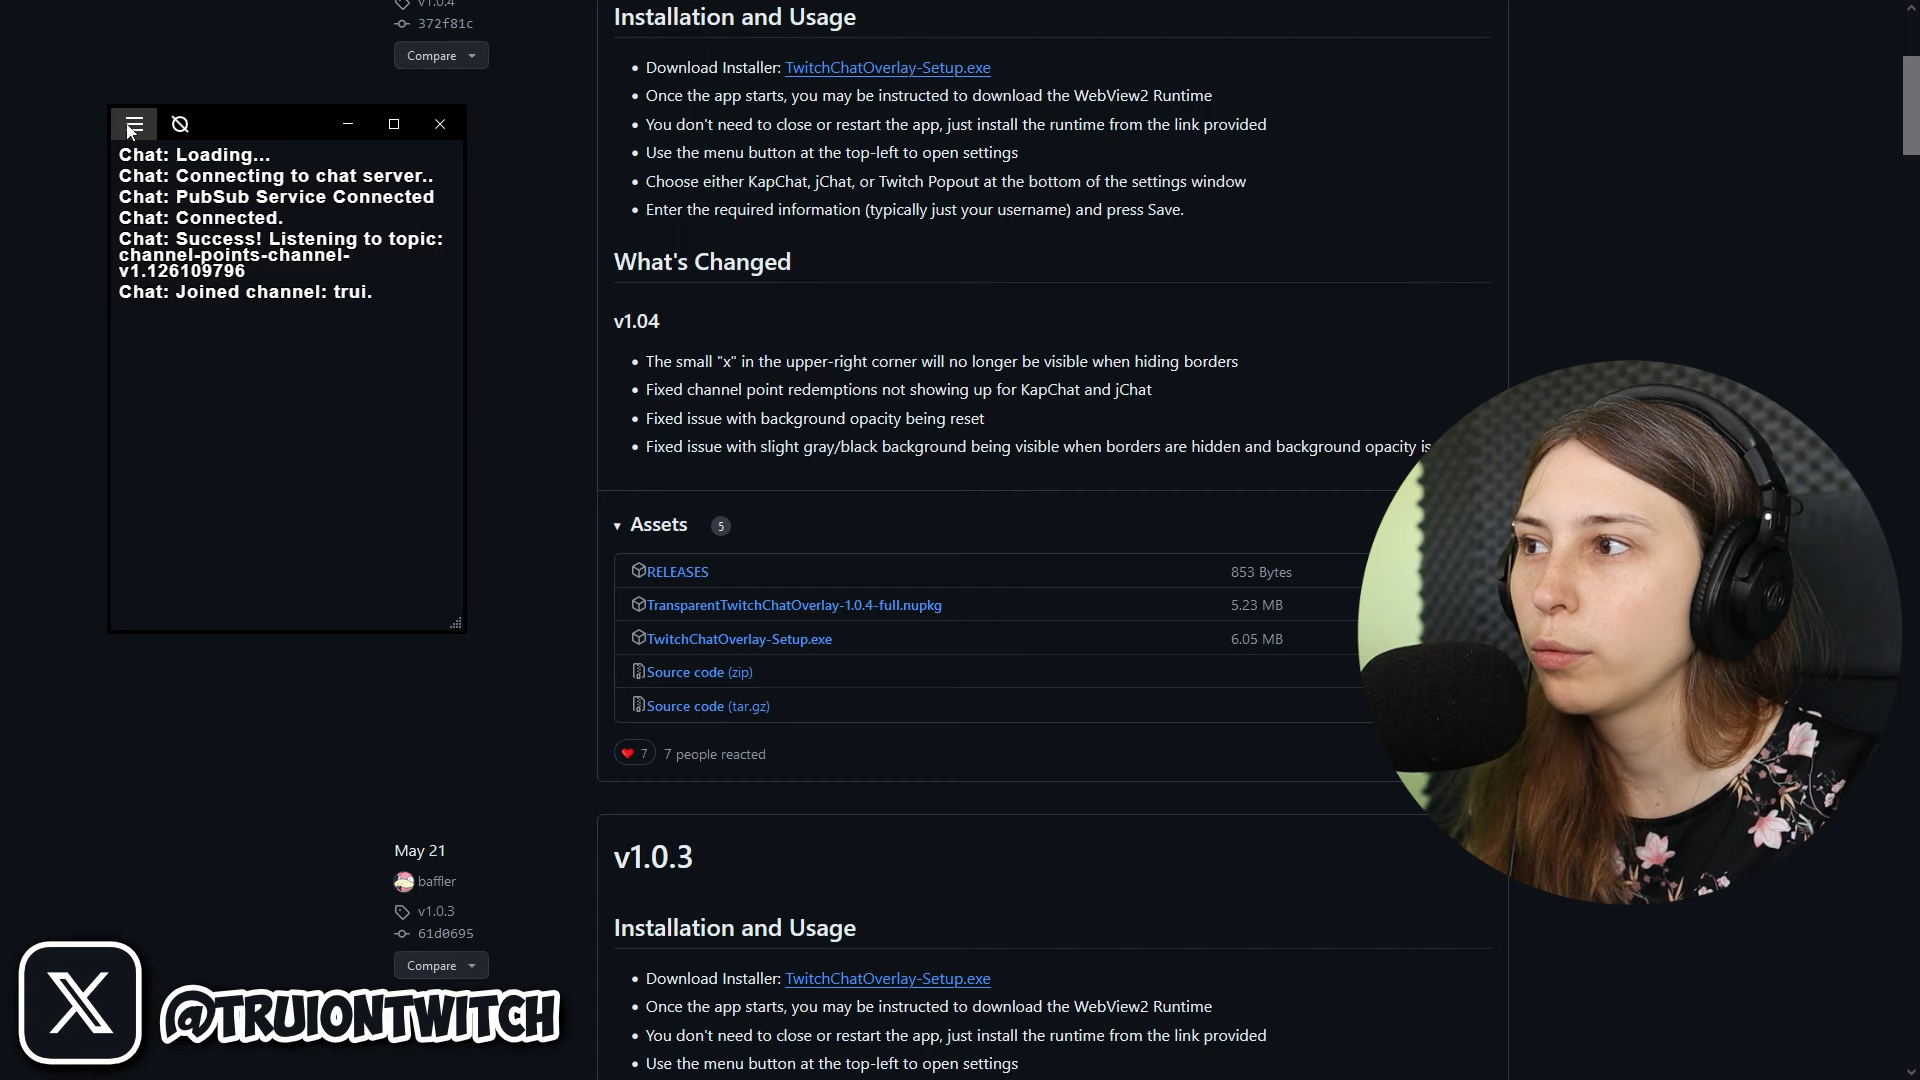 v1.0.4
372f81c
Compare
Chat: Loading...
Chat: Connecting to chat server..
Chat: PubSub Service Connected
Chat: Connected.
Chat: Success! Listening to topic:
channel-points-channel-
v1.126109796
Chat: Joined channel: trui.
Installation and Usage
Download Installer: TwitchChatOverlay-Setup.exe
Once the app starts, you may be instructed to download the WebView2 Runtime
You don't need to close or restart the app, just install the runtime from the link provided
Use the menu button at the top-left to open settings
Choose either KapChat, jChat, or Twitch Popout at the bottom of the settings window
Enter the required information (typically just your username) and press Save.
What's Changed
v1.04
The small "x" in the upper-right corner will no longer be visible when hiding borders
Fixed channel point redemptions not showing up for KapChat and jChat
Fixed issue with background opacity being reset
Fixed issue with slight gray/black background being visible when borders are hidden and background opacity is
Assets 5
RELEASES 853 Bytes
TransparentTwitchChatOverlay-1.0.4-full.nupkg 5.23 MB
TwitchChatOverlay-Setup.exe 6.05 MB
Source code (zip)
Source code (tar.gz)
7 7 people reacted
May 21
baffler
v1.0.3
61d0695
Compare
v1.0.3
Installation and Usage
Download Installer: TwitchChatOverlay-Setup.exe
Once the app starts, you may be instructed to download the WebView2 Runtime
You don't need to close or restart the app, just install the runtime from the link provided
Use the menu button at the top-left to open settings
@TRUIONTWITCH